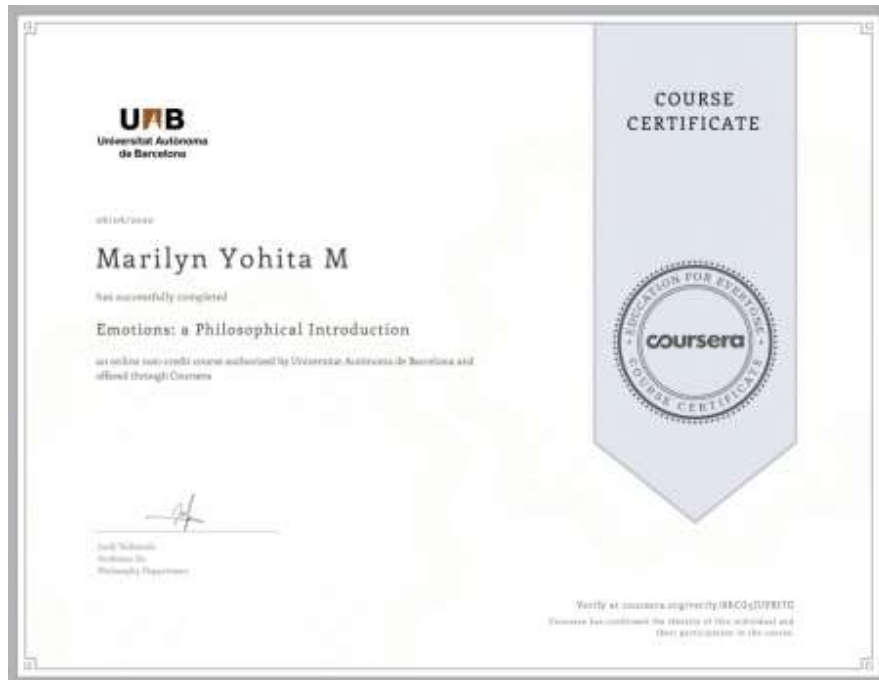 UAB
Universitat Autònoma
de Barcelona
Marilyn Yohita M
has successfully completed
Emotions: a Philosophical Introduction
an online non-credit course authorized by Universitat Autònoma de Barcelona and
offered through Coursera
Philosophy Department
COURSE
CERTIFICATE
EDUCATION FOR EVERYONE
coursera
COURSE CERTIFICATE
Verify at
Coursera has confirmed the identity of this individual and
their participation in the course.